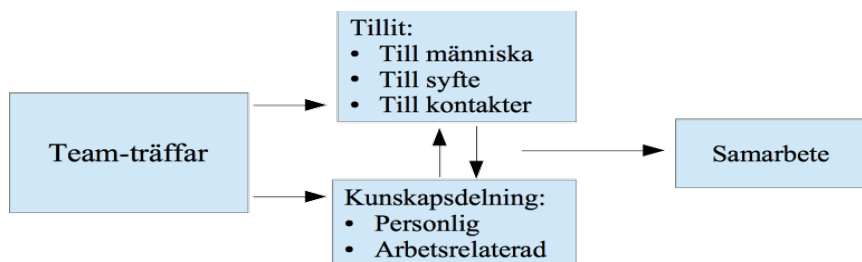 Tillit:
• Till människa
• Till syfte
• Till kontakter
Team-träffar
Samarbete
Kunskapsdelning:
• Personlig
• Arbetsrelaterad